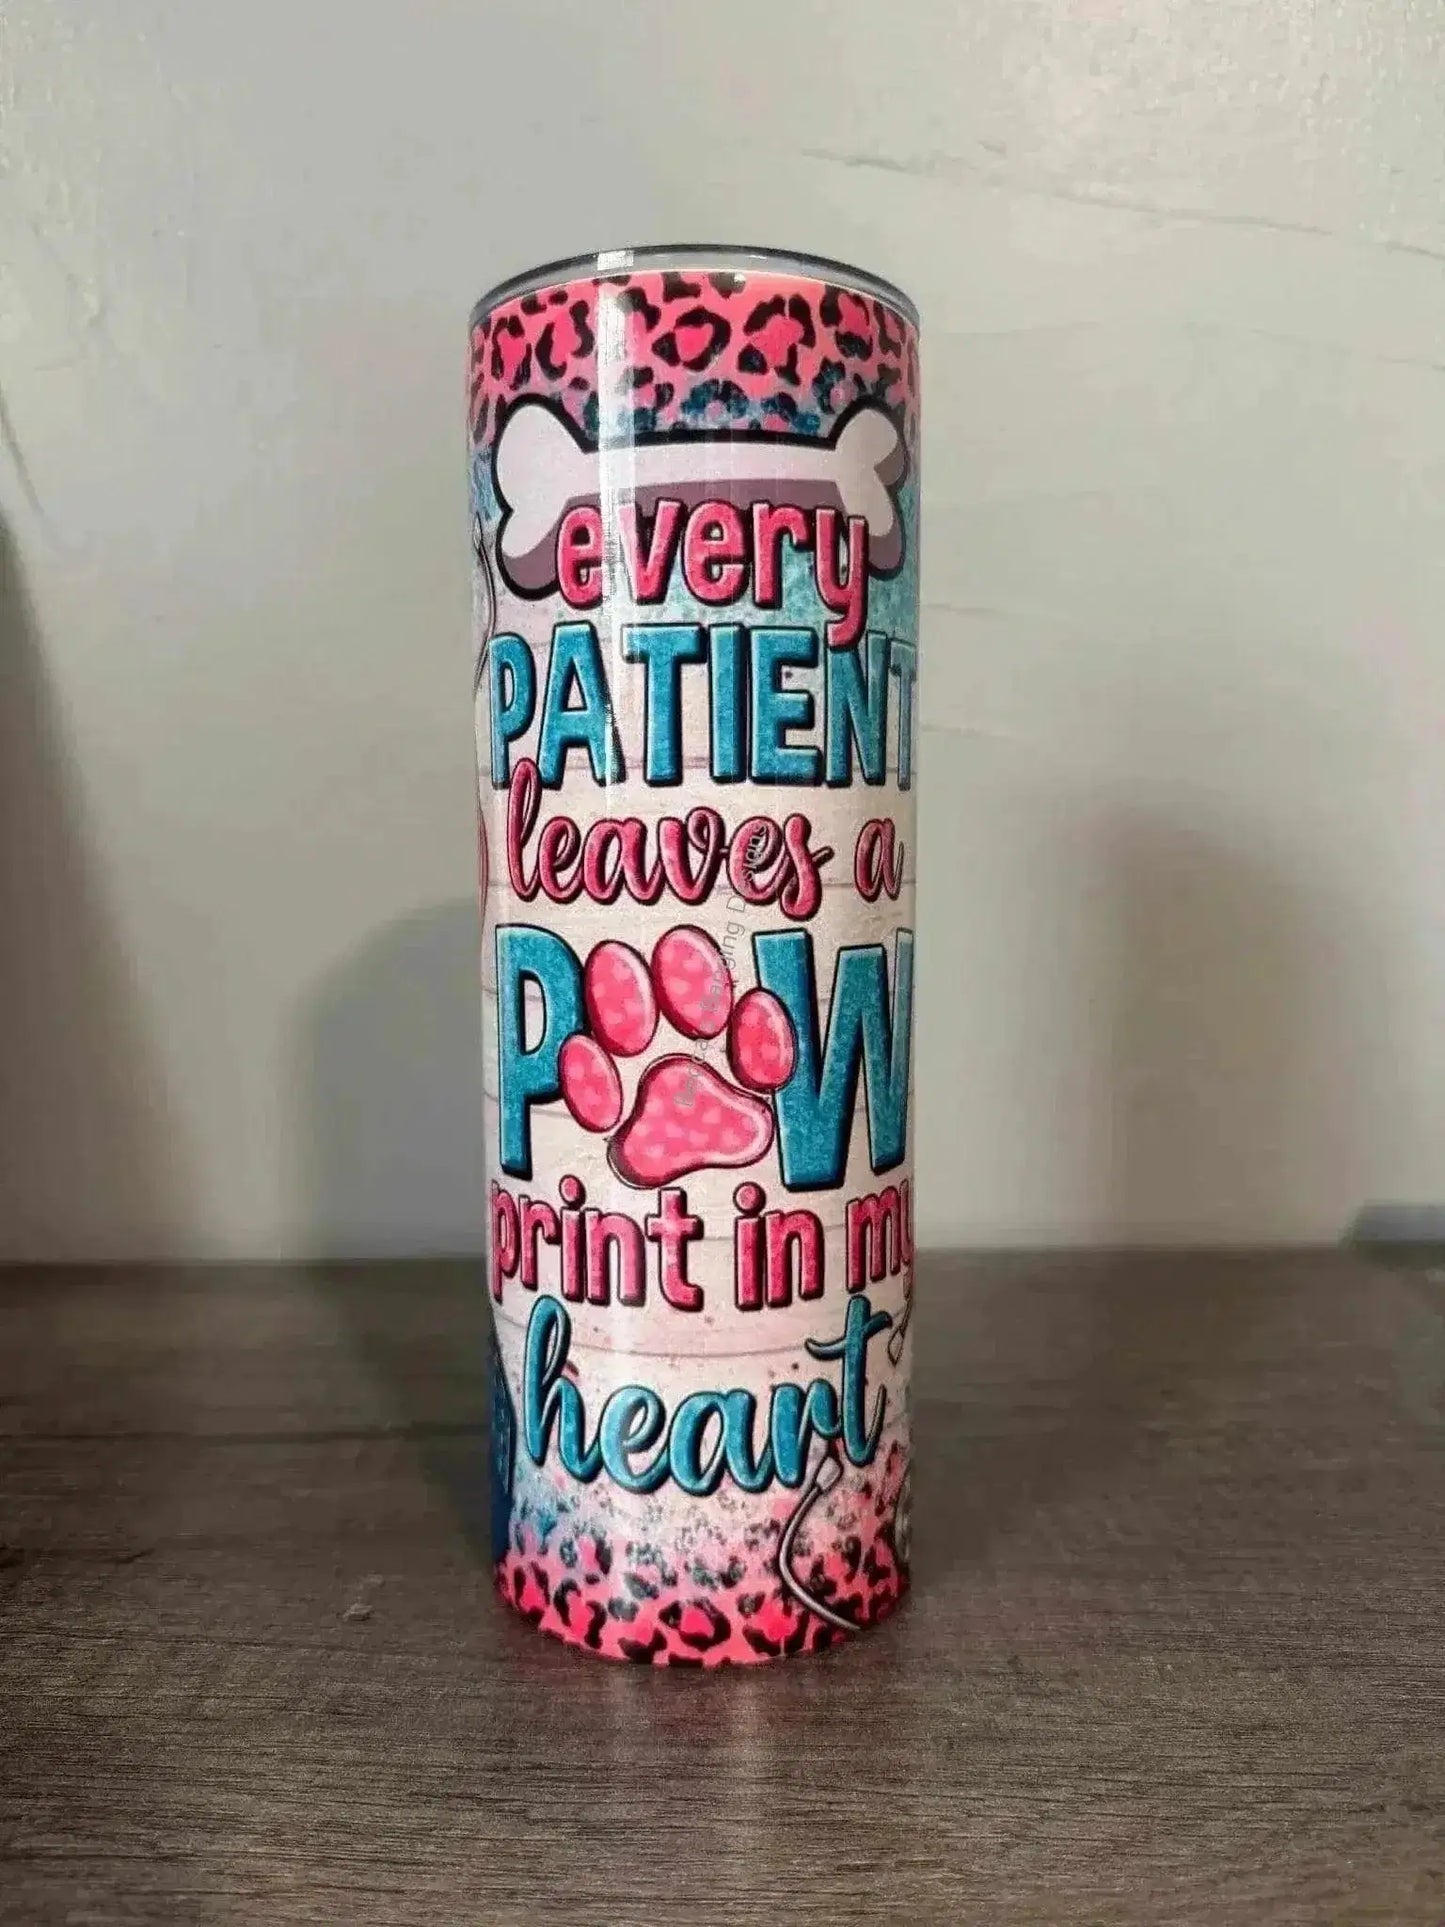 every
PATIENT
leaves a
PAW
print in my
heart